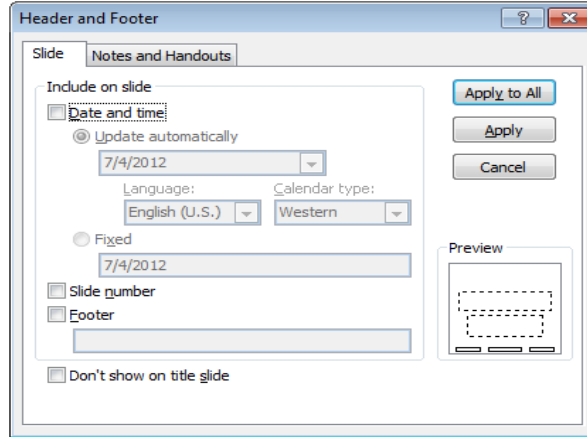 Header and Footer
Slide Notes and Handouts
Include on slide
Date and time
Update automatically
7/4/2012
Language: Calendar type:
English (U.S.) Western
Fixed
7/4/2012
Slide number
Footer
Don't show on title slide
Apply to All
Apply
Cancel
Preview